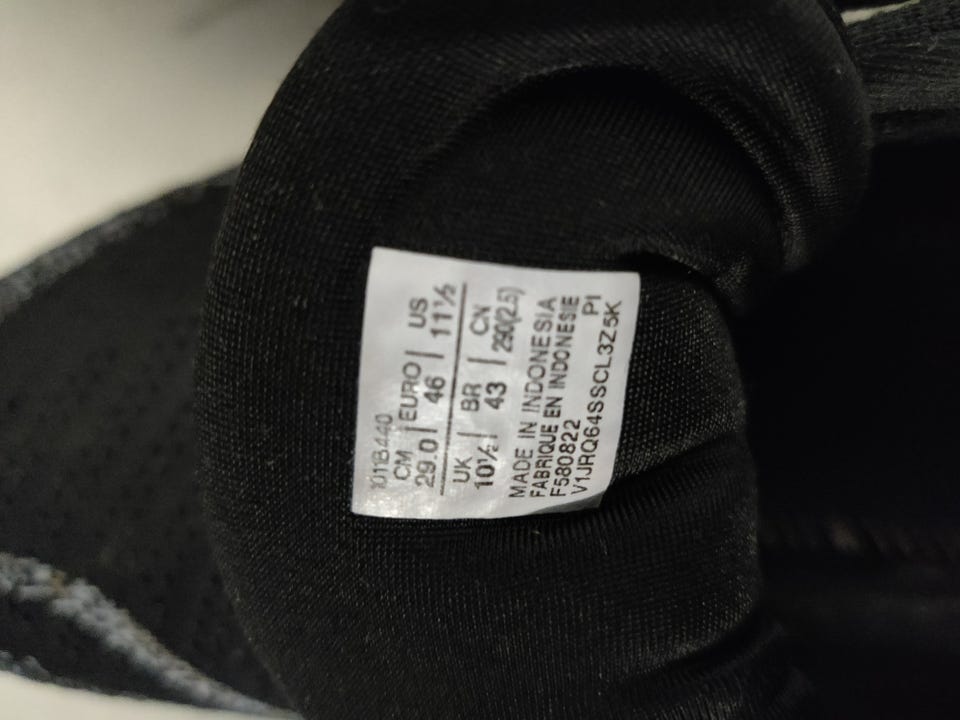 1011B440
CM | EURO | US
29.0 | 46 | 11½
UK | BR | CN
10½ | 43 | 290(2.5)
MADE IN INDONESIA
FABRIQUE EN INDONESIE
F580822 PI
V1JRQ64SSCL3Z5K